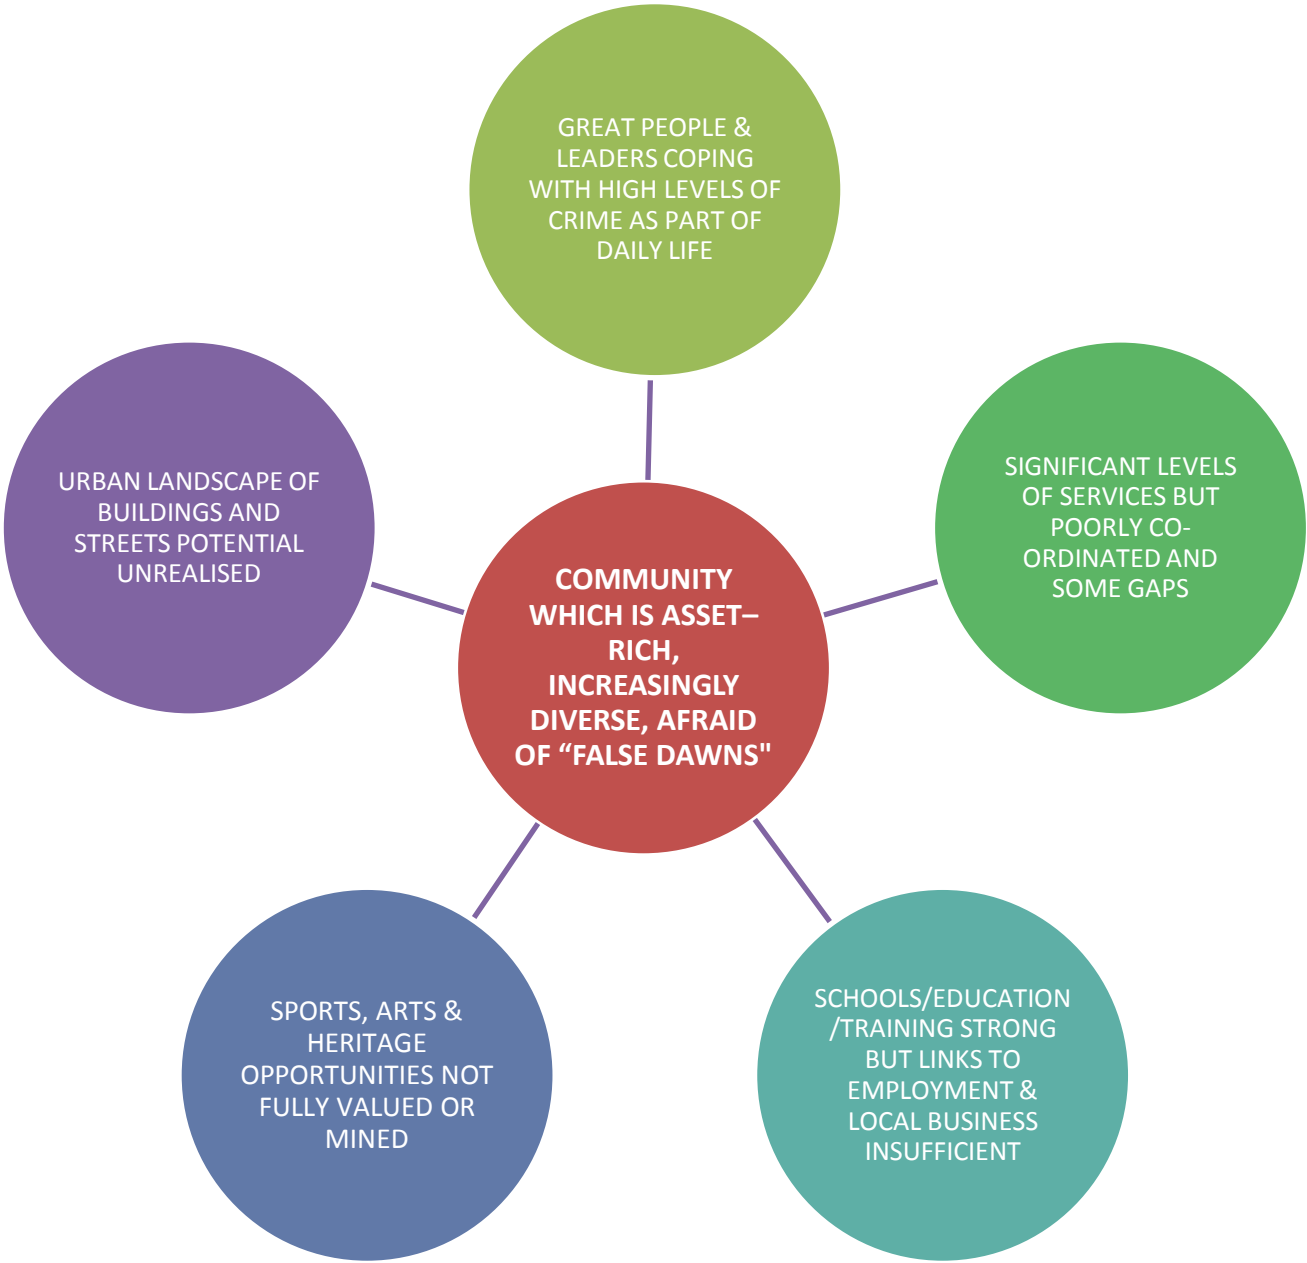 GREAT PEOPLE &
LEADERS COPING
WITH HIGH LEVELS OF
CRIME AS PART OF
DAILY LIFE
SIGNIFICANT LEVELS
OF SERVICES BUT
POORLY CO-
ORDINATED AND
SOME GAPS
URBAN LANDSCAPE OF
BUILDINGS AND
STREETS POTENTIAL
UNREALISED
COMMUNITY
WHICH IS ASSET–
RICH,
INCREASINGLY
DIVERSE, AFRAID
OF “FALSE DAWNS"
SCHOOLS/EDUCATION
/TRAINING STRONG
BUT LINKS TO
EMPLOYMENT &
LOCAL BUSINESS
INSUFFICIENT
SPORTS, ARTS &
HERITAGE
OPPORTUNITIES NOT
FULLY VALUED OR
MINED